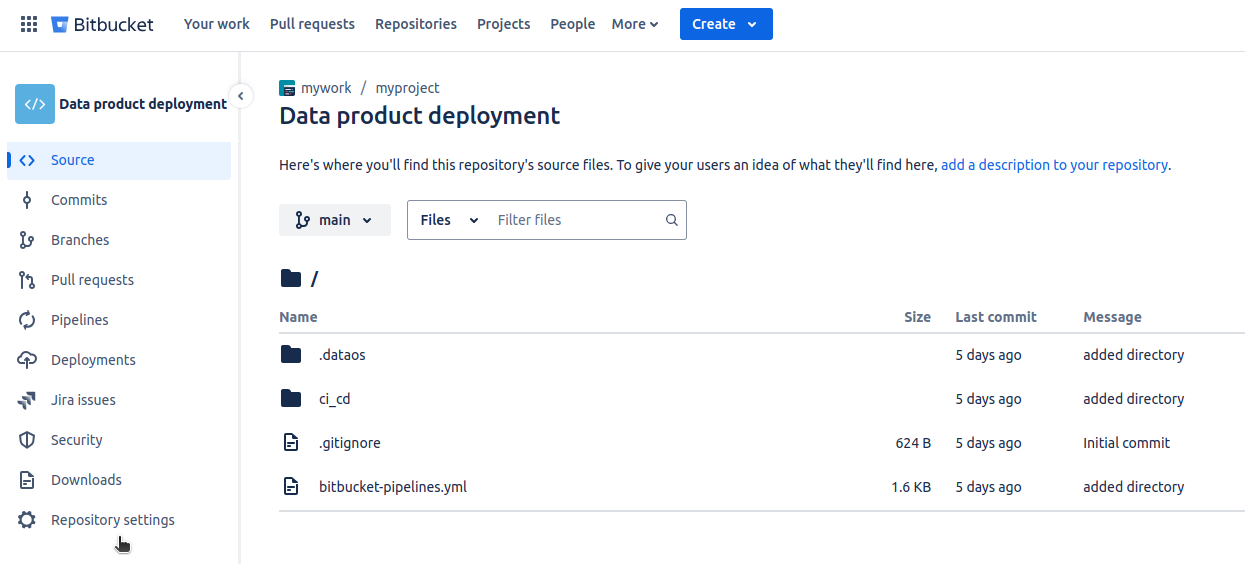 Bitbucket Your work Pull requests Repositories Projects People More Create
</> Data product deployment
Source
Commits
Branches
Pull requests
Pipelines
Deployments
Jira issues
Security
Downloads
Repository settings
mywork / myproject
Data product deployment
Here's where you'll find this repository's source files. To give your users an idea of what they'll find here, add a description to your repository.
main Files Filter files
/
Name Size Last commit Message
.dataos 5 days ago added directory
ci_cd 5 days ago added directory
.gitignore 624 B 5 days ago Initial commit
bitbucket-pipelines.yml 1.6 KB 5 days ago added directory